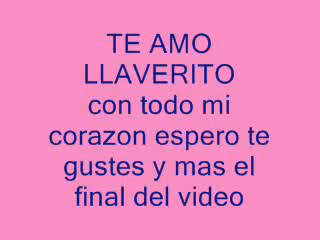 TE AMO
LLAVERITO
con todo mi
corazon espero te
gustes y mas el
final del video